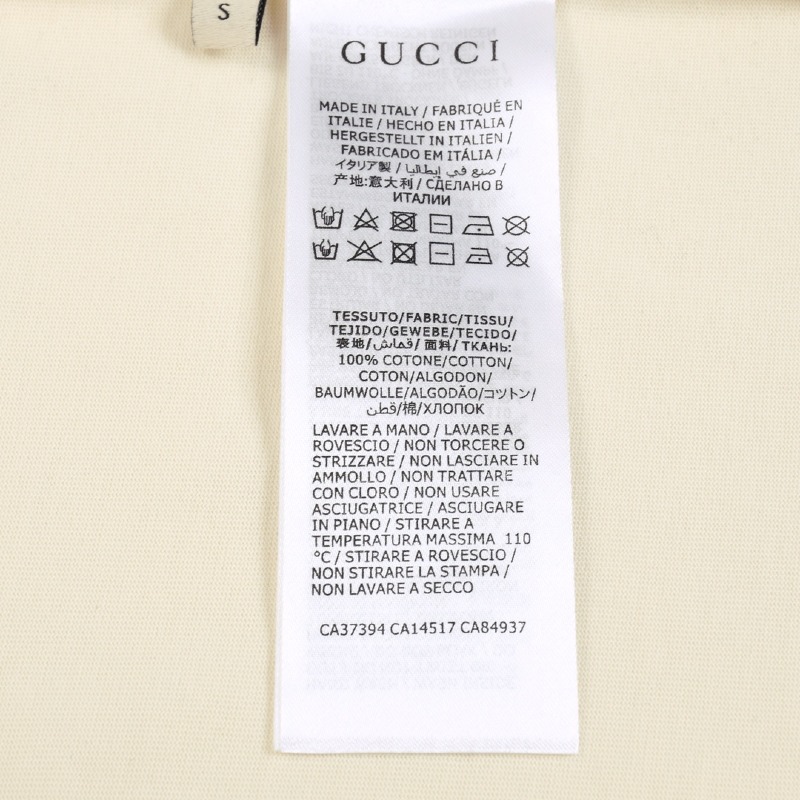 S
GUCCI
MADE IN ITALY / FABRIQUÉ EN
ITALIE / HECHO EN ITALIA /
HERGESTELLT IN ITALIEN /
FABRICADO EM ITÁLIA /
イタリア製 / صنع في إيطاليا /
产地:意大利 / СДЕЛАНО В
ИТАЛИИ
TESSUTO/FABRIC/TISSU/
TEJIDO/GEWEBE/TECIDO/
表地/قماش/ 面料/ ТКАНЬ:
100% COTONE/COTTON/
COTON/ALGODON/
BAUMWOLLE/ALGODÃO/コットン/
قطن/棉/ХЛОПОК
LAVARE A MANO / LAVARE A
ROVESCIO / NON TORCERE O
STRIZZARE / NON LASCIARE IN
AMMOLLO / NON TRATTARE
CON CLORO / NON USARE
ASCIUGATRICE / ASCIUGARE
IN PIANO / STIRARE A
TEMPERATURA MASSIMA 110
°C / STIRARE A ROVESCIO /
NON STIRARE LA STAMPA /
NON LAVARE A SECCO
CA37394 CA14517 CA84937